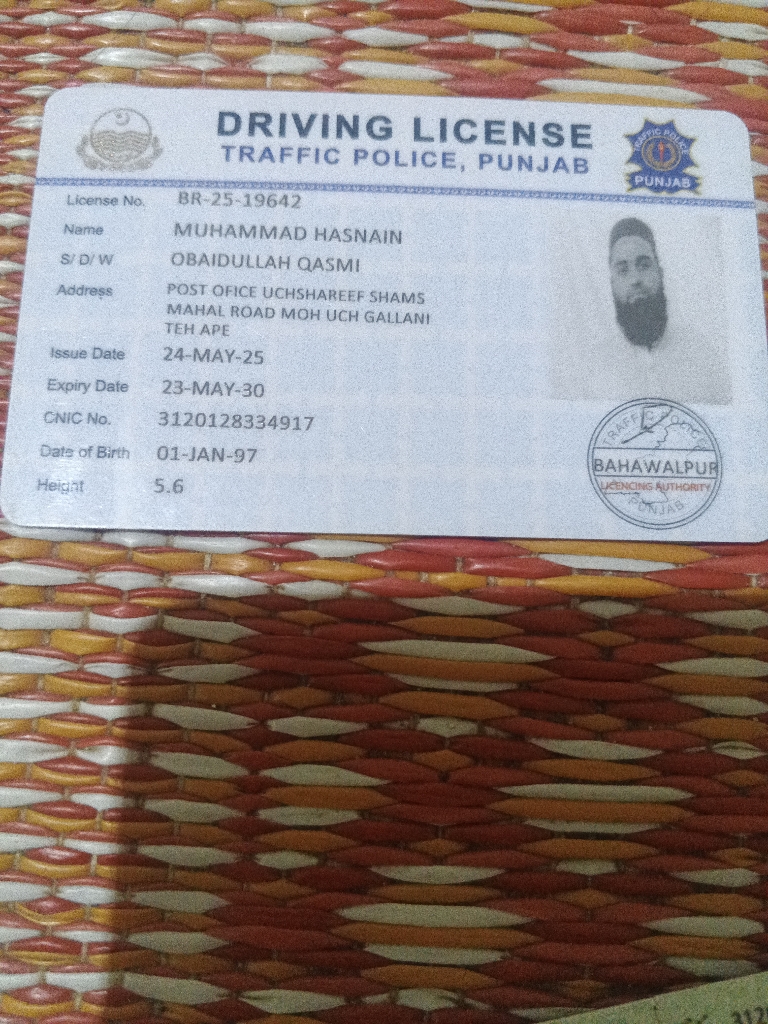 DRIVING LICENSE
TRAFFIC POLICE, PUNJAB
TRAFFIC POLICE
PUNJAB
License No. BR-25-19642
Name MUHAMMAD HASNAIN
S/ D/ W OBAIDULLAH QASMI
Address POST OFICE UCHSHAREEF SHAMS
MAHAL ROAD MOH UCH GALLANI
TEH APE
Issue Date 24-MAY-25
Expiry Date 23-MAY-30
CNIC No. 3120128334917
Date of Birth 01-JAN-97
Height 5.6
TRAFFIC POLICE
BAHAWALPUR
LICENCING AUTHORITY
PUNJAB